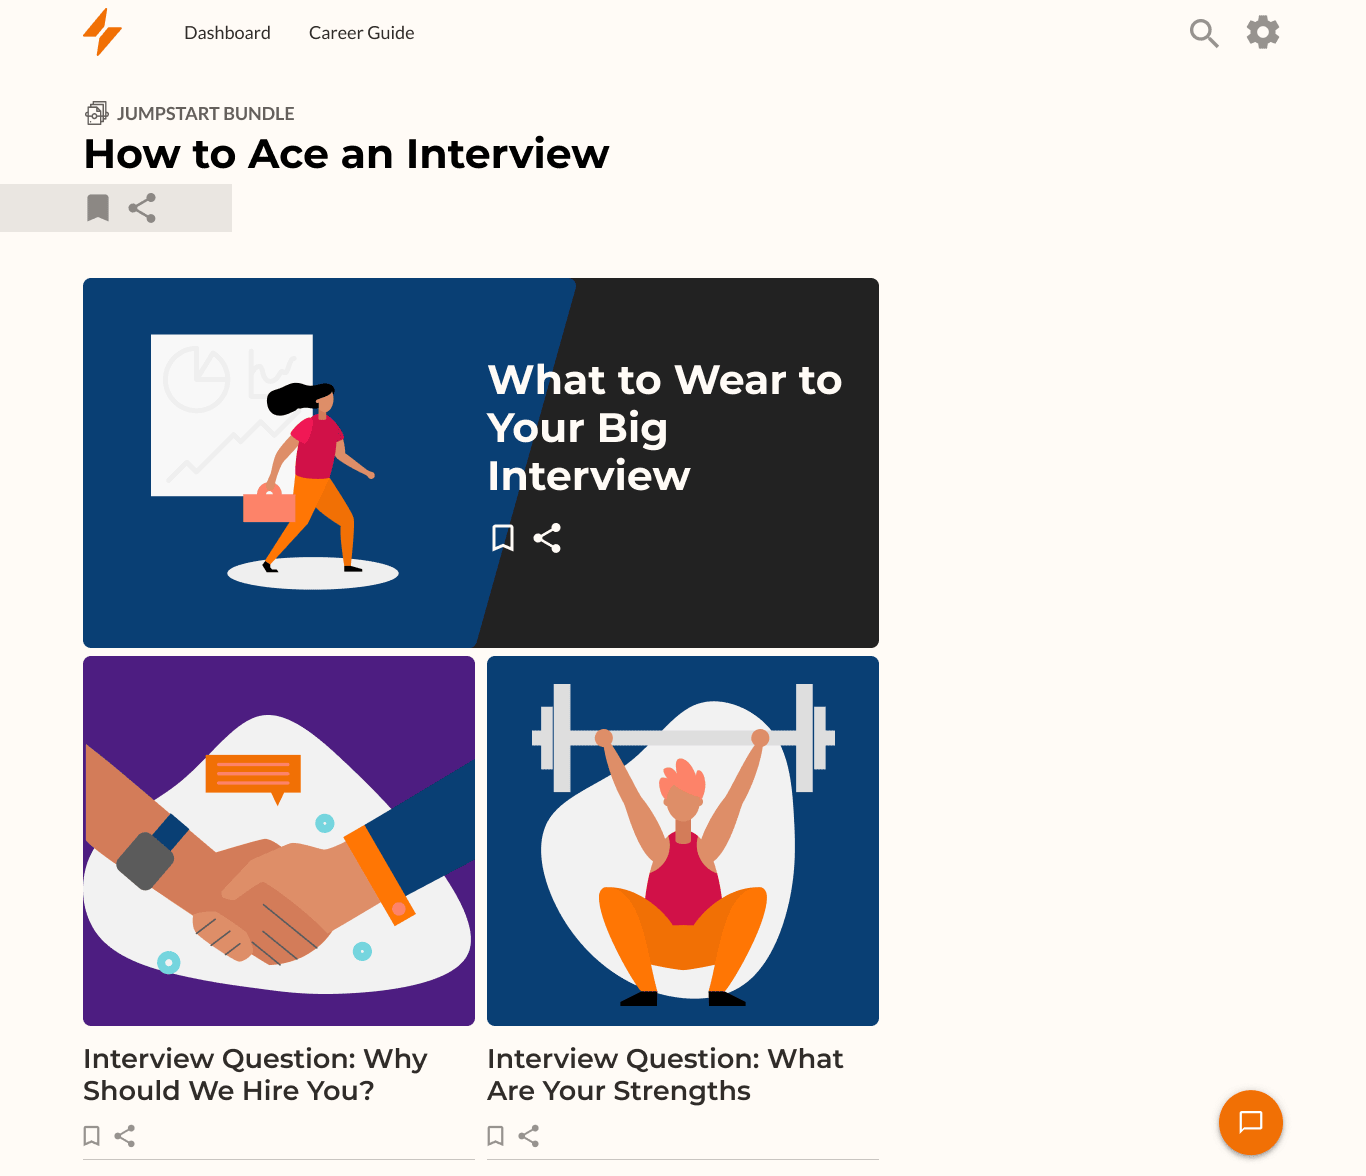 Dashboard Career Guide
JUMPSTART BUNDLE
How to Ace an Interview
What to Wear to
Your Big
Interview
Interview Question: Why
Should We Hire You?
Interview Question: What
Are Your Strengths